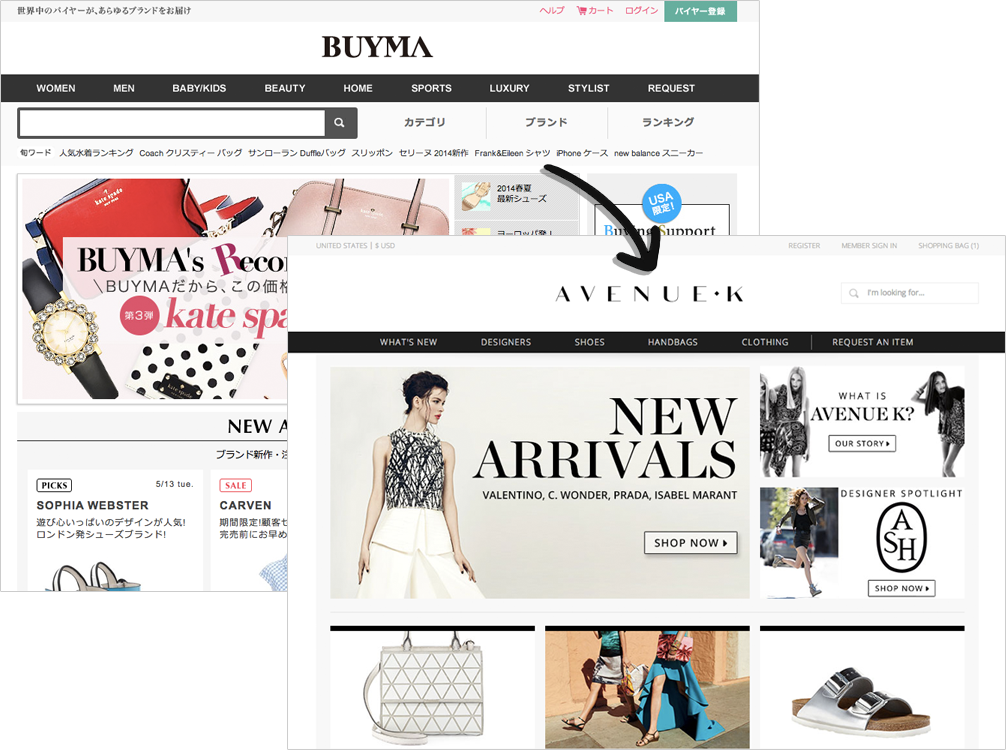 世界中のバイヤーが、あらゆるブランドをお届け
ヘルプ カート ログイン バイヤー登録
BUYMA
WOMEN MEN BABY/KIDS BEAUTY HOME SPORTS LUXURY STYLIST REQUEST
カテゴリ ブランド ランキング
旬ワード 人気水着ランキング Coach クリスティー バッグ サンローラン Duffleバッグ スリッポン セリーヌ 2014新作 Frank&Eileen シャツ iPhone ケース new balance スニーカー
kate spade
kate spade
2014春夏
最新シューズ
ヨーロッパ発！
USA
限定!
Buying Support
BUYMA's Recon
\BUYMAだから、この価格
第3弾 kate spa
kate spade
NEW A
ブランド新作・注
PICKS 5/13 tue.
SOPHIA WEBSTER
遊び心いっぱいのデザインが人気!
ロンドン発シューズブランド!
SALE
CARVEN
期間限定!顧客セ
完売前にお早め
UNITED STATES | $ USD
REGISTER MEMBER SIGN IN SHOPPING BAG (1)
AVENUE・K
I'm looking for...
WHAT'S NEW DESIGNERS SHOES HANDBAGS CLOTHING REQUEST AN ITEM
NEW
ARRIVALS
VALENTINO, C. WONDER, PRADA, ISABEL MARANT
SHOP NOW
WHAT IS
AVENUE K?
OUR STORY
DESIGNER SPOTLIGHT
ASH
SHOP NOW